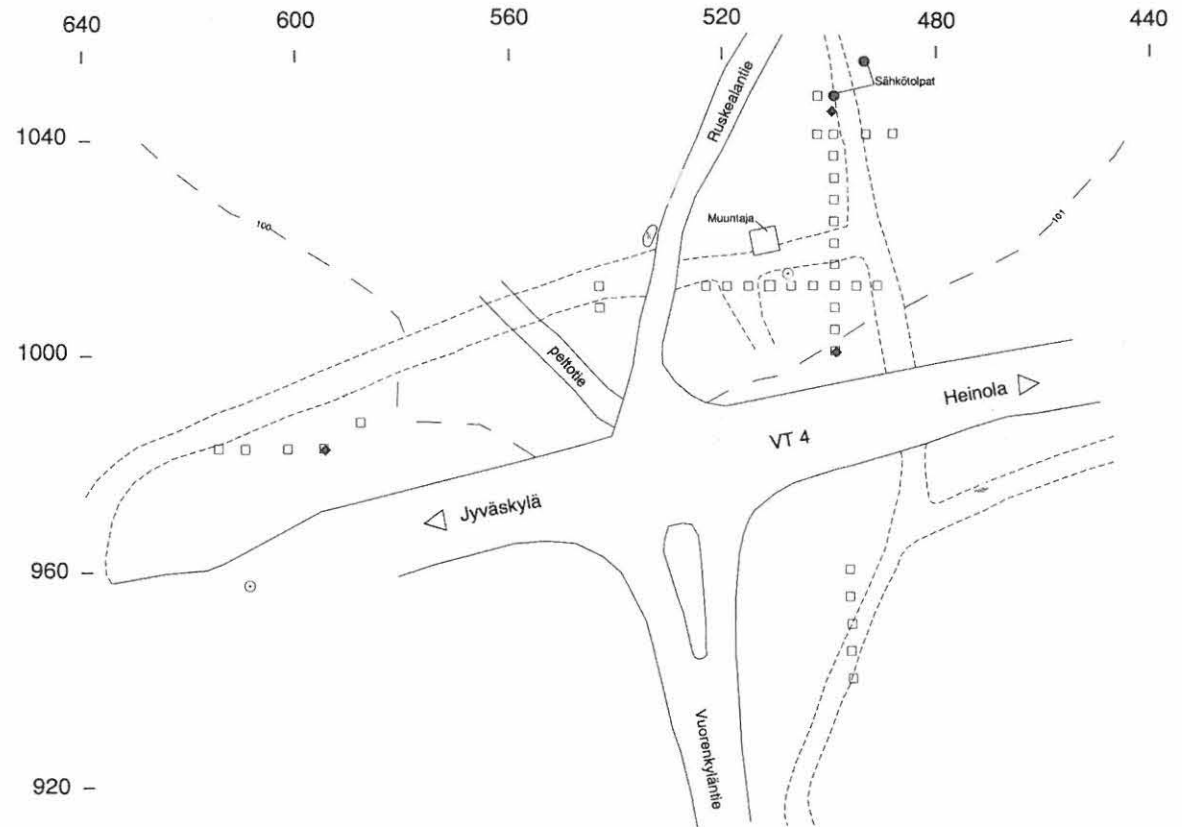 640
600
560
520
480
440
Ruskealantie
Sähkötolpat
1040
100
Muuntaja
101
1000
peltotie
Heinola
VT 4
Jyväskylä
960
Vuorenkyläntie
920